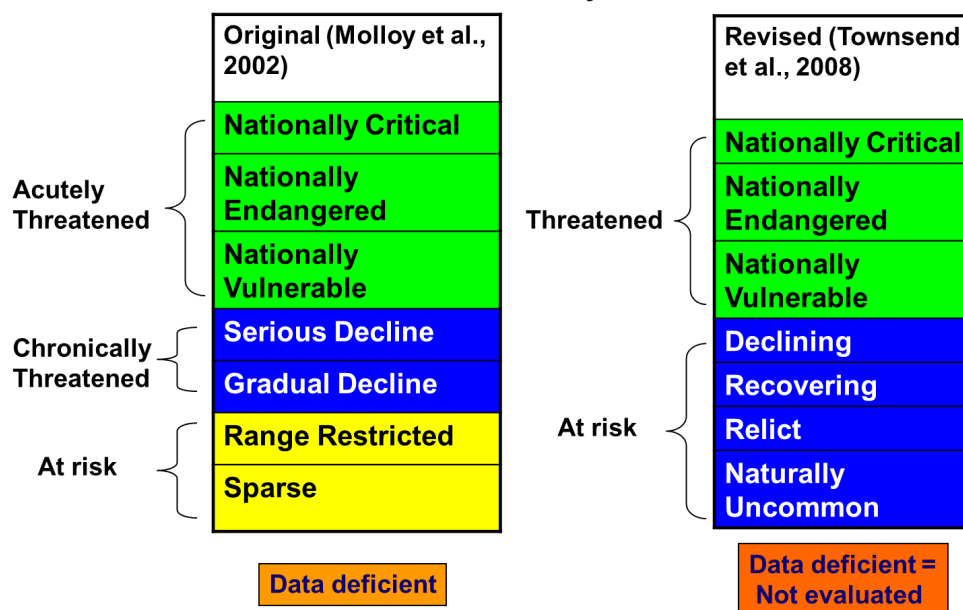 Original (Molloy et al.,
2002)
Acutely
Threatened
Nationally Critical
Nationally
Endangered
Nationally
Vulnerable
Chronically
Threatened
Serious Decline
Gradual Decline
At risk
Range Restricted
Sparse
Data deficient
Revised (Townsend
et al., 2008)
Threatened
Nationally Critical
Nationally
Endangered
Nationally
Vulnerable
At risk
Declining
Recovering
Relict
Naturally
Uncommon
Data deficient =
Not evaluated